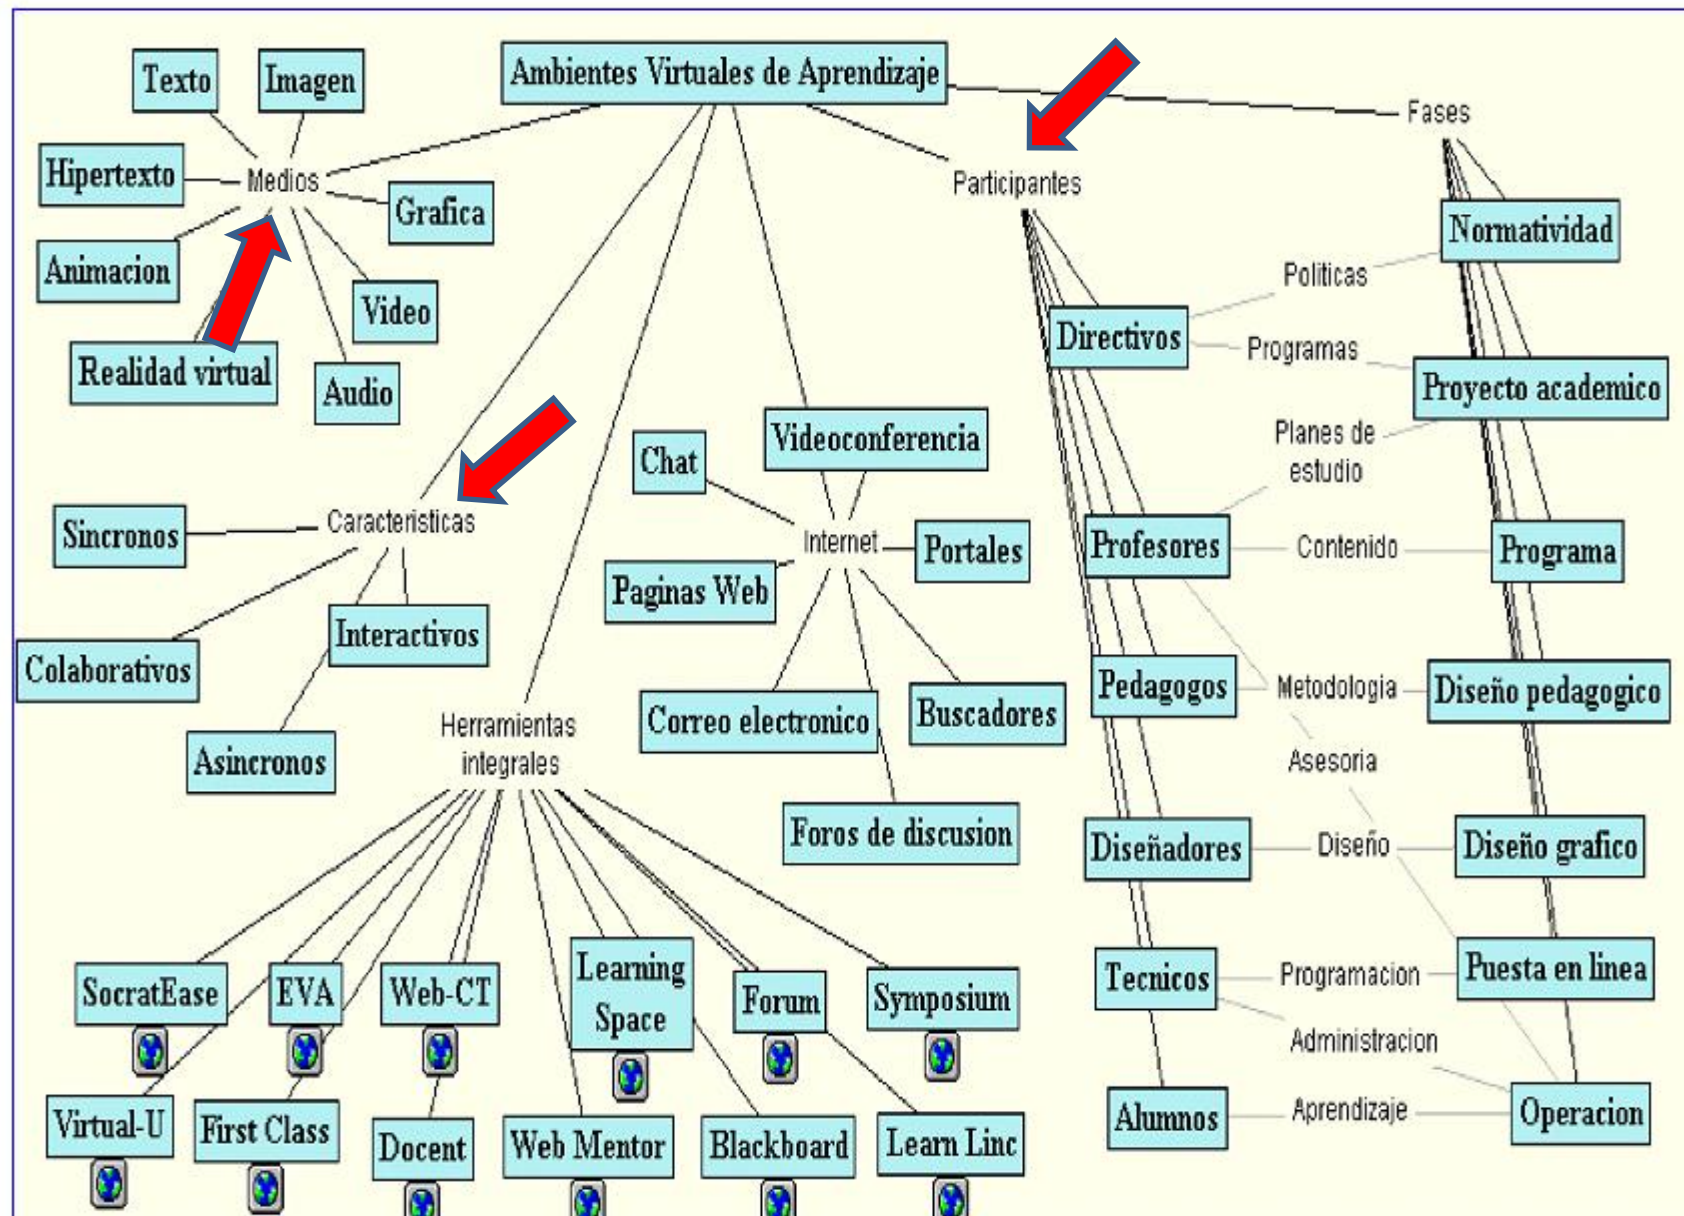 Ambientes Virtuales de Aprendizaje
Texto
Imagen
Hipertexto
Medios
Grafica
Animacion
Video
Realidad virtual
Audio
Caracteristicas
Sincronos
Interactivos
Colaborativos
Asincronos
Herramientas
integrales
SocratEase
EVA
Web-CT
Learning
Space
Forum
Symposium
Virtual-U
First Class
Docent
Web Mentor
Blackboard
Learn Linc
Internet
Videoconferencia
Chat
Portales
Paginas Web
Correo electronico
Buscadores
Foros de discusion
Participantes
Directivos
Profesores
Pedagogos
Diseñadores
Tecnicos
Alumnos
Politicas
Programas
Planes de
estudio
Contenido
Metodologia
Asesoria
Diseño
Programacion
Administracion
Aprendizaje
Fases
Normatividad
Proyecto academico
Programa
Diseño pedagogico
Diseño grafico
Puesta en linea
Operacion